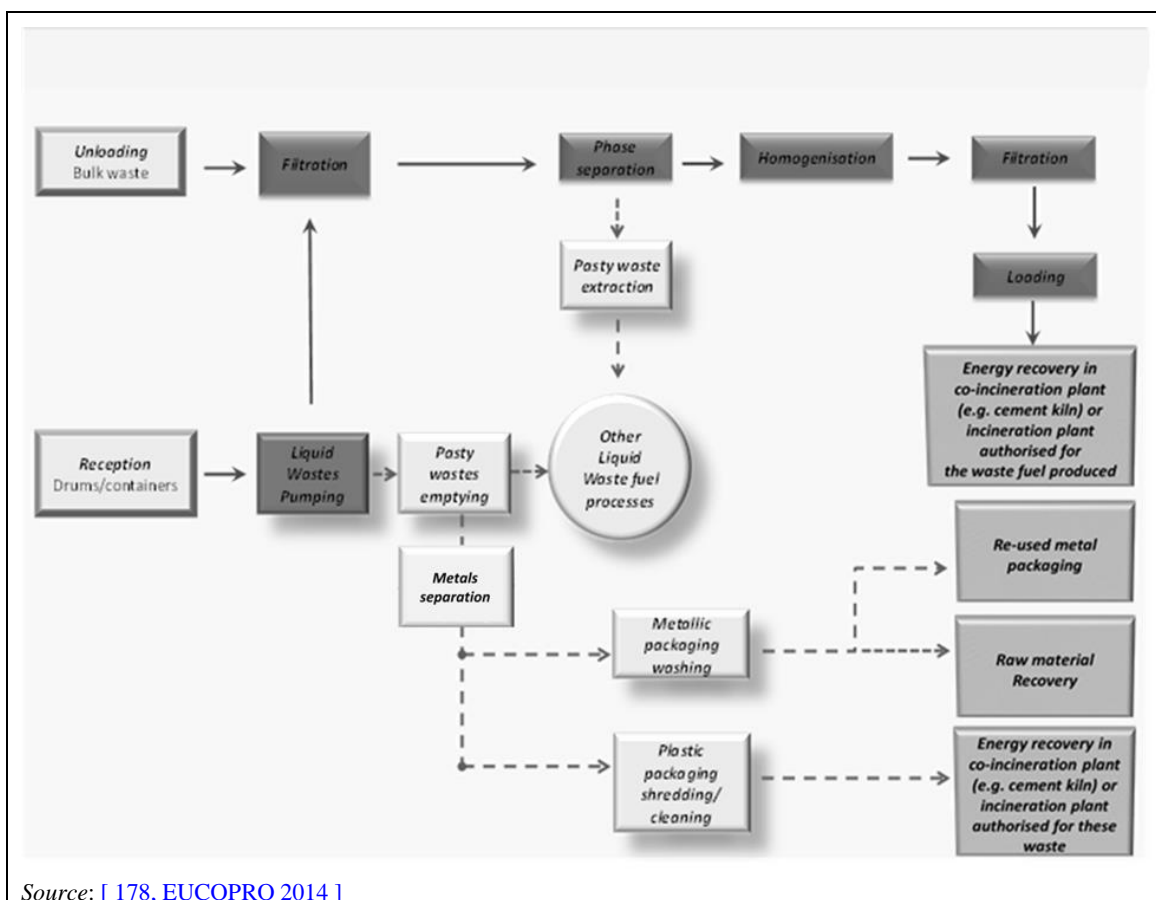 Unloading
Bulk waste
Filtration
Phase
separation
Homogenisation
Filtration
Pasty waste
extraction
Loading
Energy recovery in
co-incineration plant
(e.g. cement kiln) or
incineration plant
authorised for
the waste fuel produced
Reception
Drums/containers
Liquid
Wastes
Pumping
Pasty
wastes
emptying
Other
Liquid
Waste fuel
processes
Metals
separation
Re-used metal
packaging
Metallic
packaging
washing
Raw material
Recovery
Plastic
packaging
shredding/
cleaning
Energy recovery in
co-incineration plant
(e.g. cement kiln) or
incineration plant
authorised for these
waste
Source: [ 178, EUCOPRO 2014 ]